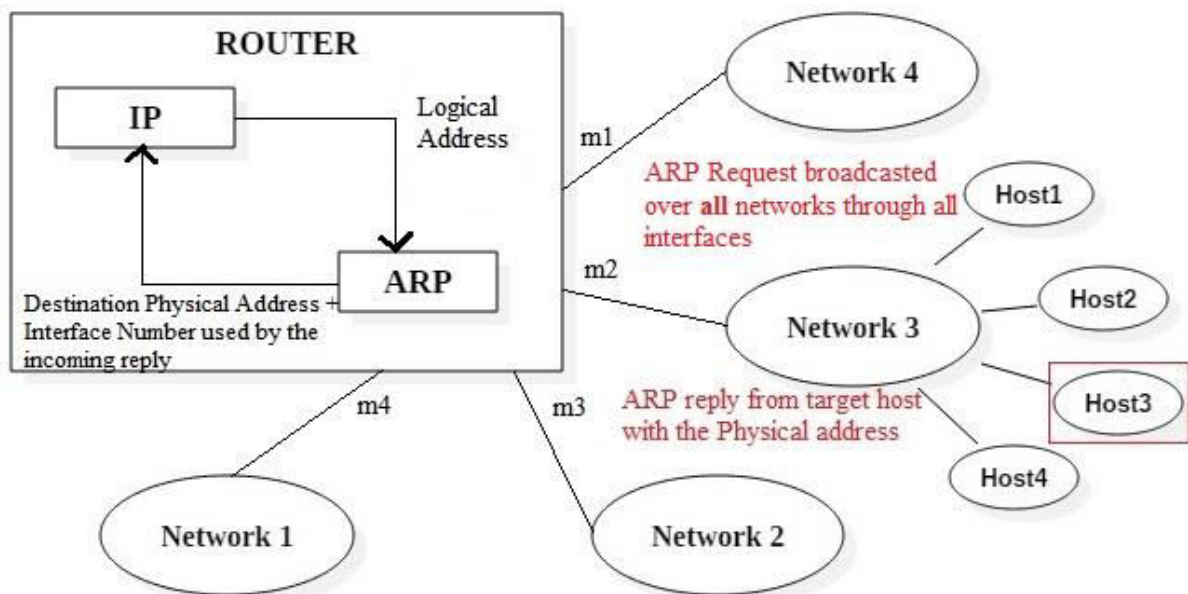 ROUTER
IP
Logical
Address
ARP
Destination Physical Address +
Interface Number used by the
incoming reply
m1
m2
m3
m4
Network 4
ARP Request broadcasted
over all networks through all
interfaces
Host1
Host2
Network 3
Host3
ARP reply from target host
with the Physical address
Host4
Network 1
Network 2